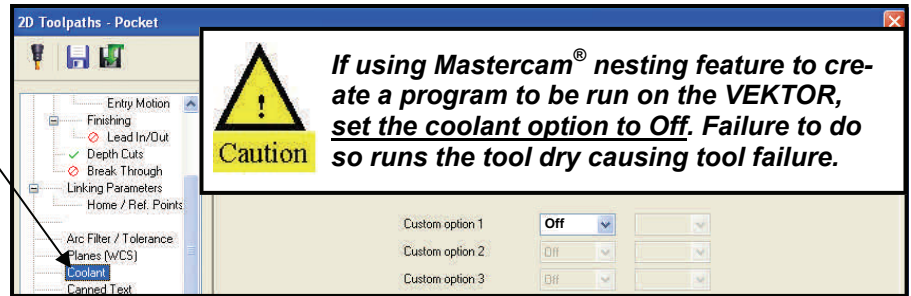 2D Toolpaths - Pocket
If using Mastercam® nesting feature to cre-
ate a program to be run on the VEKTOR,
set the coolant option to Off. Failure to do
so runs the tool dry causing tool failure.
Caution
Entry Motion
Finishing
Lead In/Out
Depth Cuts
Break Through
Linking Parameters
Home / Ref. Points
Arc Filter / Tolerance
Planes (WCS)
Coolant
Canned Text
Custom option 1 Off
Custom option 2 Off
Custom option 3 Off